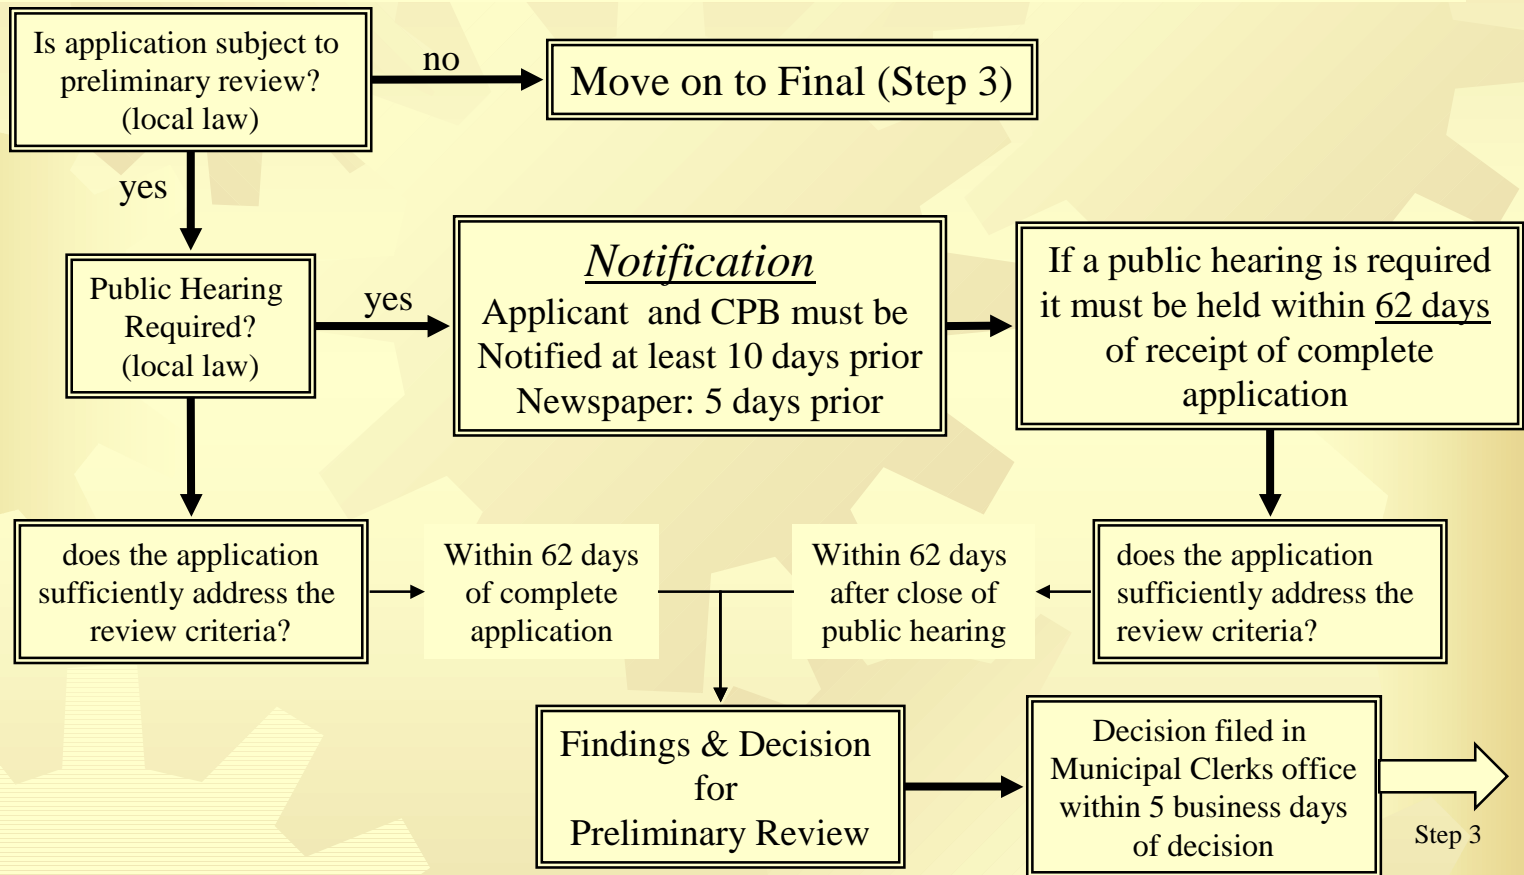 Is application subject to
preliminary review?
(local law)
no
Move on to Final (Step 3)
yes
Public Hearing
Required?
(local law)
yes
Notification
Applicant and CPB must be
Notified at least 10 days prior
Newspaper: 5 days prior
If a public hearing is required
it must be held within 62 days
of receipt of complete
application
does the application
sufficiently address the
review criteria?
Within 62 days
of complete
application
Within 62 days
after close of
public hearing
does the application
sufficiently address the
review criteria?
Findings & Decision
for
Preliminary Review
Decision filed in
Municipal Clerks office
within 5 business days
of decision
Step 3